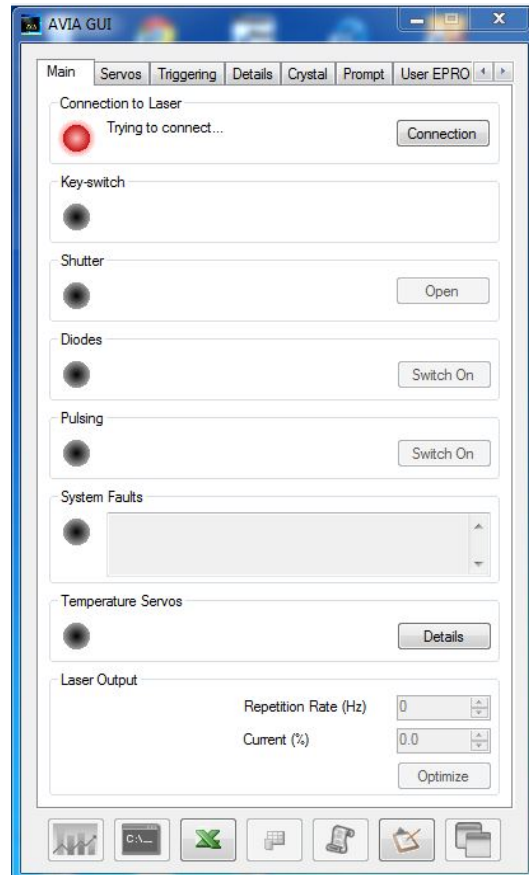 AVIA GUI
Main Servos Triggering Details Crystal Prompt User EPRO
Connection to Laser
Trying to connect...
Connection
Key-switch
Shutter
Open
Diodes
Switch On
Pulsing
Switch On
System Faults
Temperature Servos
Details
Laser Output
Repetition Rate (Hz) 0
Current (%) 0.0
Optimize
C:\_